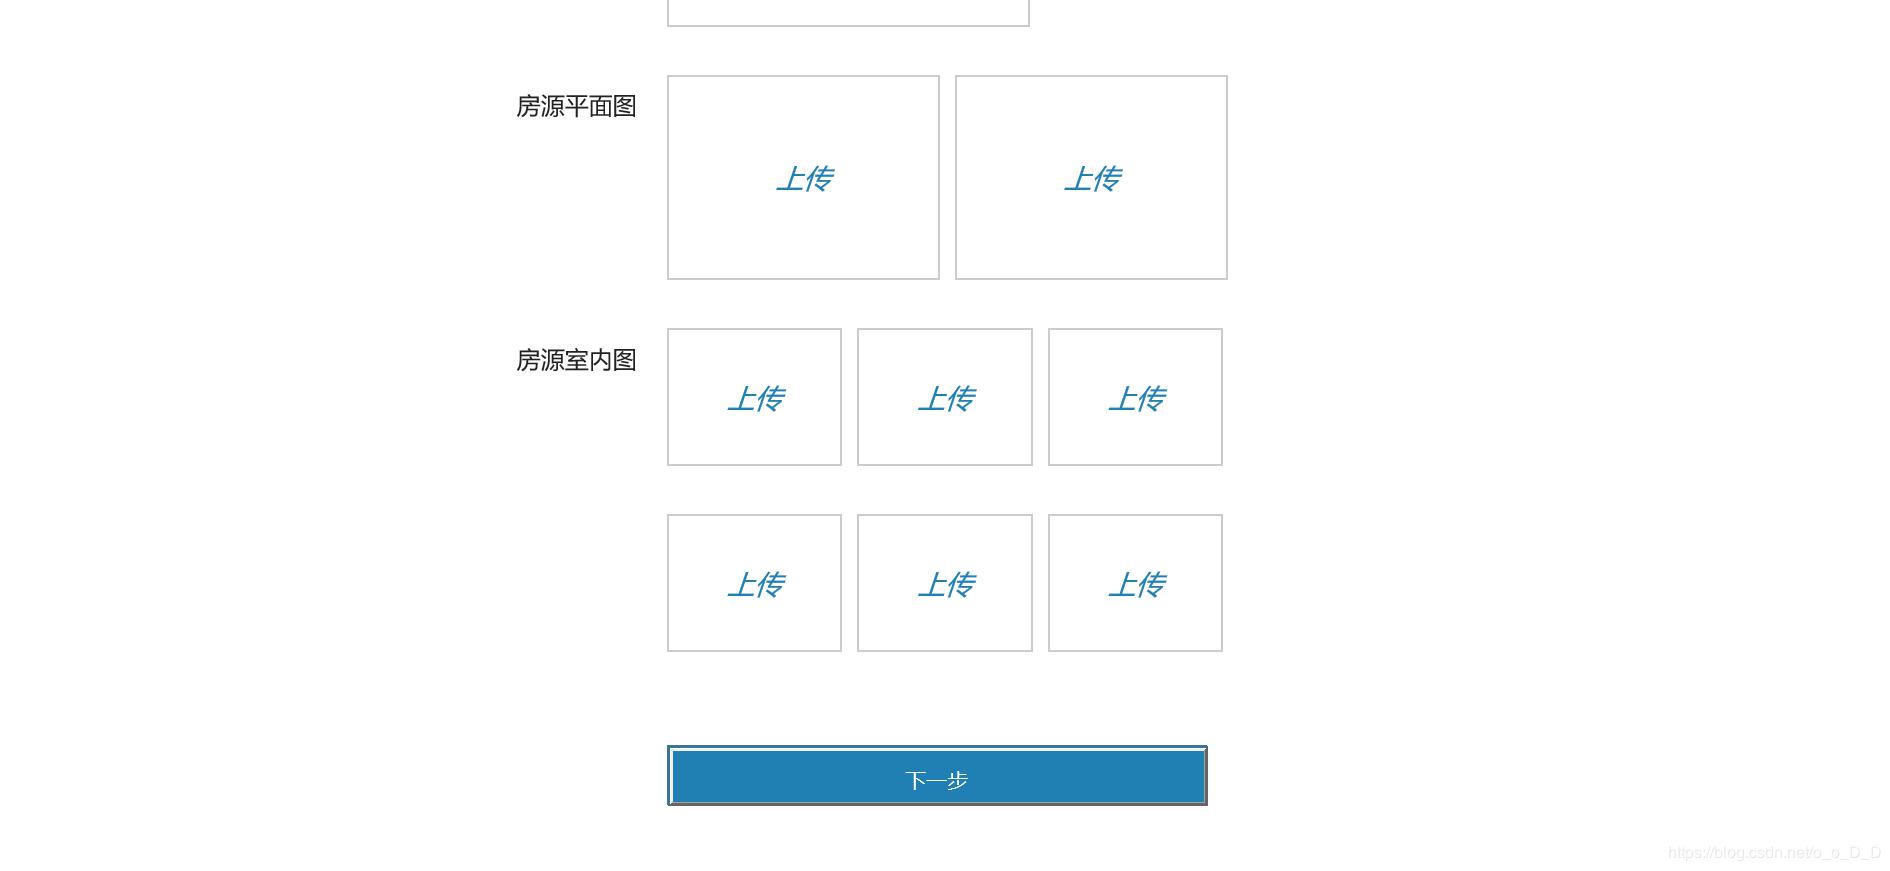 房源平面图
上传 上传
房源室内图
上传 上传 上传
上传 上传 上传
下一步
https://blog.csdn.net/o_o_D_D